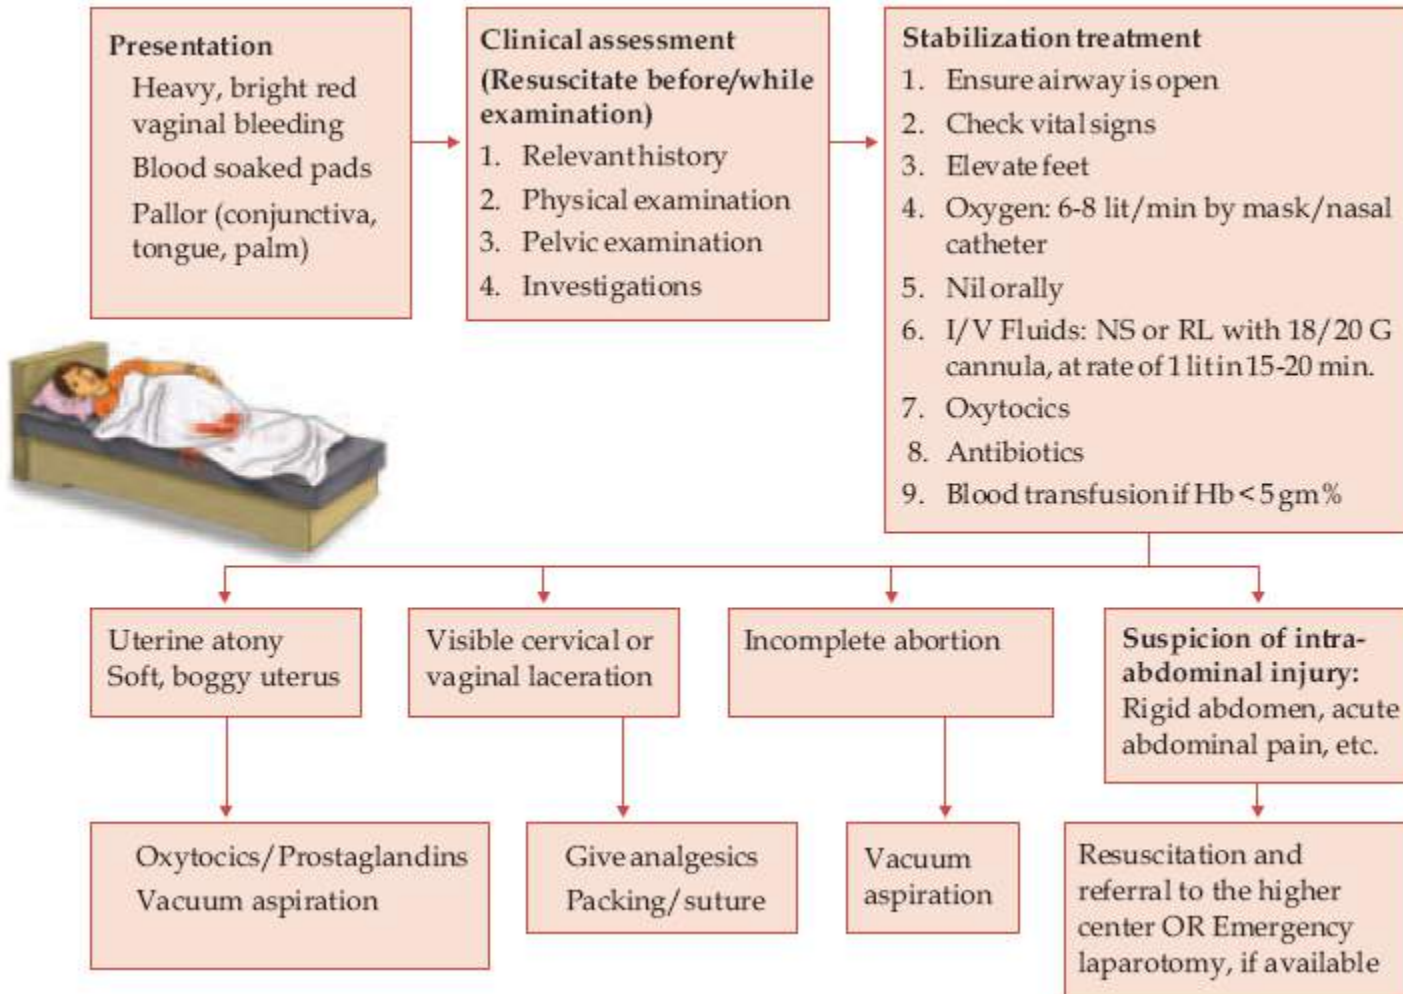 Presentation
Heavy, bright red
vaginal bleeding
Blood soaked pads
Pallor (conjunctiva,
tongue, palm)
Clinical assessment
(Resuscitate before/while
examination)
1. Relevant history
2. Physical examination
3. Pelvic examination
4. Investigations
Stabilization treatment
1. Ensure airway is open
2. Check vital signs
3. Elevate feet
4. Oxygen: 6-8 lit/min by mask/nasal
catheter
5. Nil orally
6. I/V Fluids: NS or RL with 18/20 G
cannula, at rate of 1 lit in 15-20 min.
7. Oxytocics
8. Antibiotics
9. Blood transfusion if Hb < 5 gm%
Uterine atony
Soft, boggy uterus
Visible cervical or
vaginal laceration
Incomplete abortion
Suspicion of intra-
abdominal injury:
Rigid abdomen, acute
abdominal pain, etc.
Oxytocics/Prostaglandins
Vacuum aspiration
Give analgesics
Packing/suture
Vacuum
aspiration
Resuscitation and
referral to the higher
center OR Emergency
laparotomy, if available